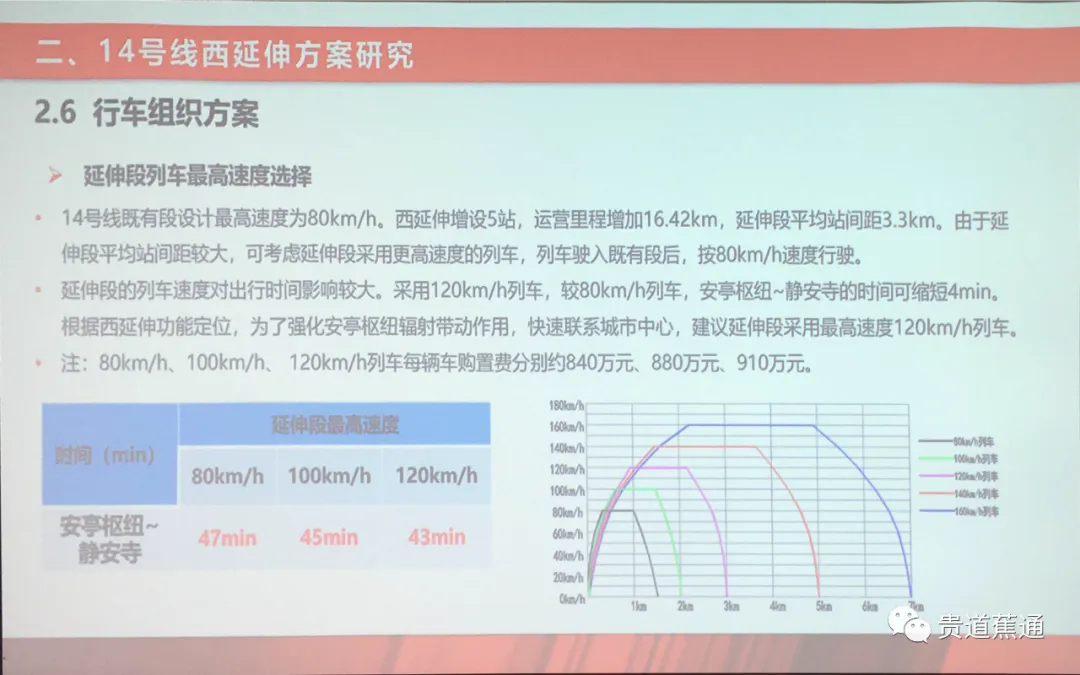 二、14号线西延伸方案研究
2.6 行车组织方案
延伸段列车最高速度选择
14号线既有段设计最高速度为80km/h。西延伸增设5站，运营里程增加16.42km，延伸段平均站间距3.3km。由于延
伸段平均站间距较大，可考虑延伸段采用更高速度的列车，列车驶入既有段后，按80km/h速度行驶。
延伸段的列车速度对出行时间影响较大。采用120km/h列车，较80km/h列车，安亭枢纽~静安寺的时间可缩短4min。
根据西延伸功能定位，为了强化安亭枢纽辐射带动作用，快速联系城市中心，建议延伸段采用最高速度120km/h列车。
注：80km/h、100km/h、 120km/h列车每辆车购置费分别约840万元、880万元、910万元。
时间（min）
延伸段最高速度
80km/h 100km/h 120km/h
安亭枢纽~
静安寺
47min 45min 43min
180km/h
160km/h
140km/h
120km/h
100km/h
80km/h
60km/h
40km/h
20km/h
0km/h
1km 2km 3km 4km 5km 6km 7km
80km/h列车
100km/h列车
120km/h列车
140km/h列车
160km/h列车
贵道蕉通